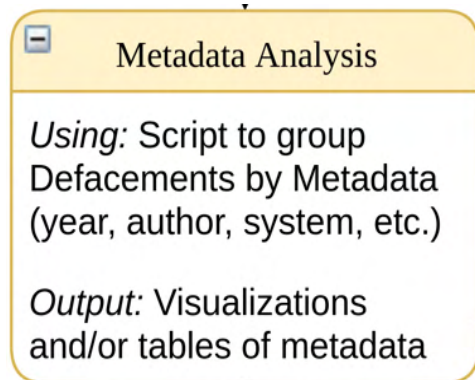 Metadata Analysis
Using: Script to group
Defacements by Metadata
(year, author, system, etc.)
Output: Visualizations
and/or tables of metadata